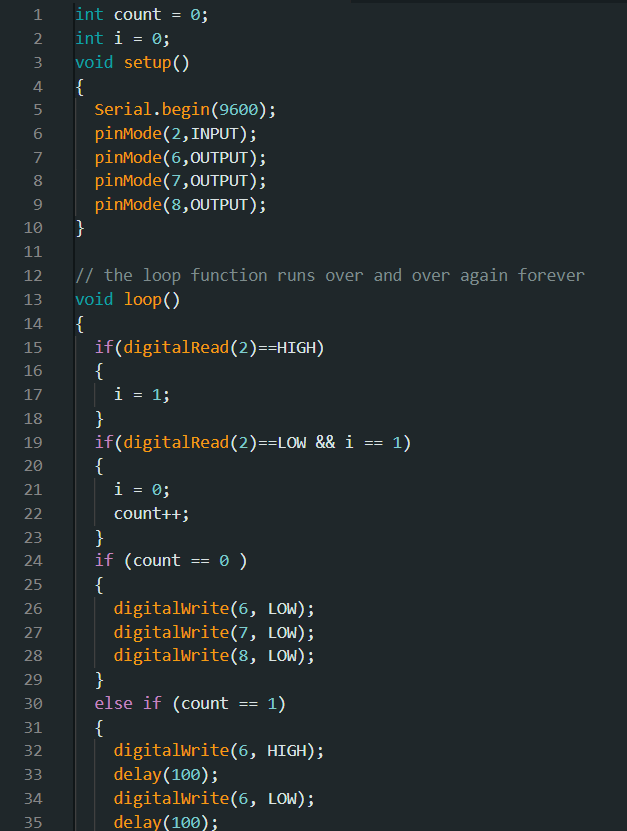 1 int count = 0;
2 int i = 0;
3 void setup()
4 {
5   Serial.begin(9600);
6   pinMode(2,INPUT);
7   pinMode(6,OUTPUT);
8   pinMode(7,OUTPUT);
9   pinMode(8,OUTPUT);
10 }
11
12 // the loop function runs over and over again forever
13 void loop()
14 {
15   if(digitalRead(2)==HIGH)
16   {
17     i = 1;
18   }
19   if(digitalRead(2)==LOW && i == 1)
20   {
21     i = 0;
22     count++;
23   }
24   if (count == 0 )
25   {
26     digitalWrite(6, LOW);
27     digitalWrite(7, LOW);
28     digitalWrite(8, LOW);
29   }
30   else if (count == 1)
31   {
32     digitalWrite(6, HIGH);
33     delay(100);
34     digitalWrite(6, LOW);
35     delay(100);